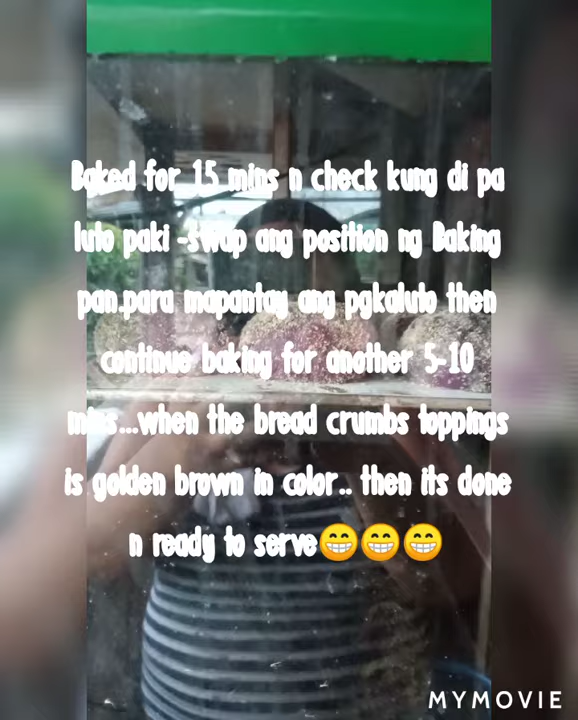 Baked for 15 mins n check kung di pa
luto paki -swap ang position ng Baking
pan.para mapantay ang pgkaluto then
continue baking for another 5-10
mins...when the bread crumbs toppings
is golden brown in color.. then its done
n ready to serve😁😁😁
MYMOVIE